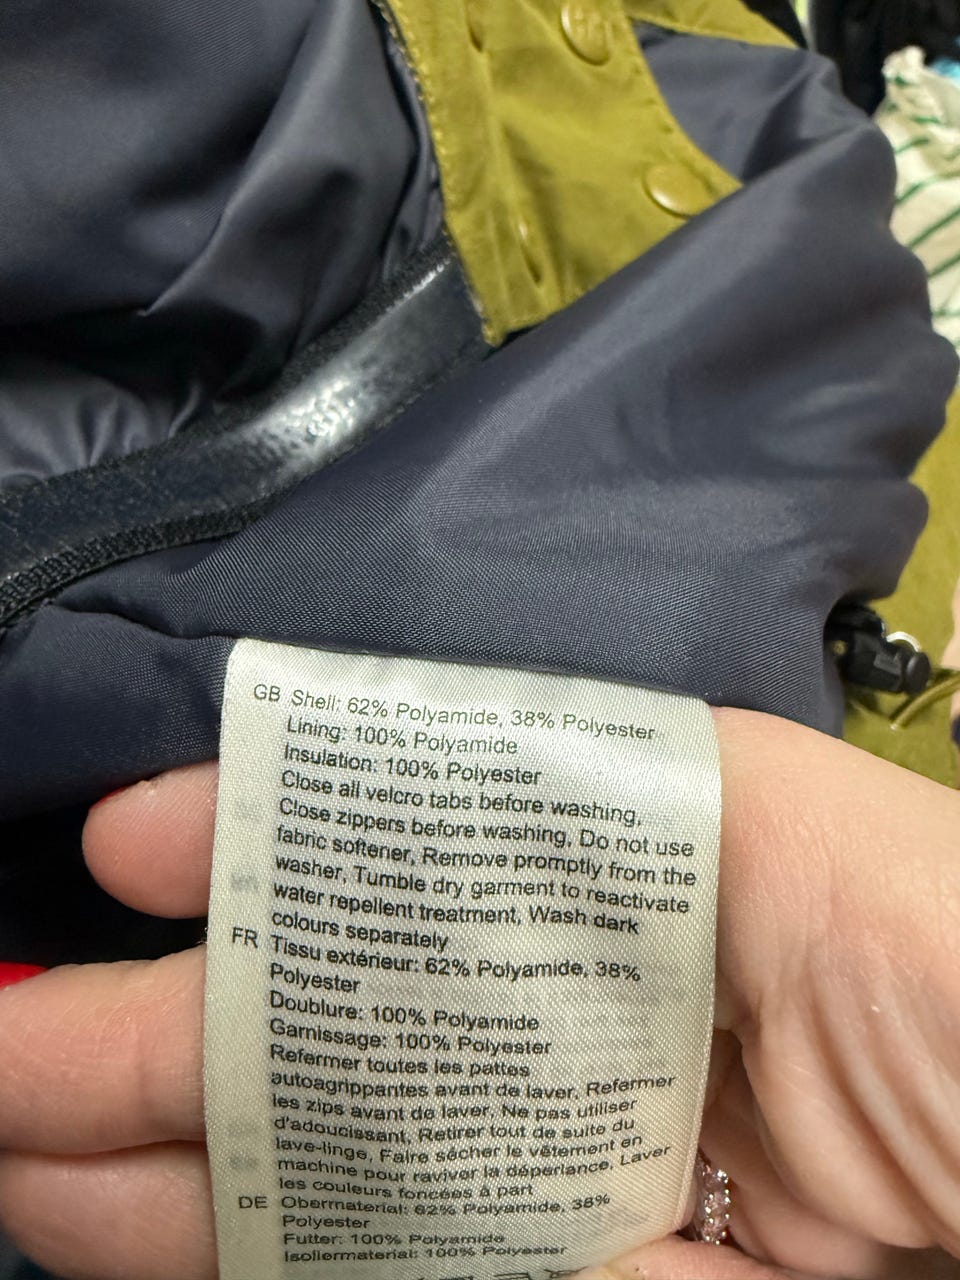 GB Shell: 62% Polyamide, 38% Polyester
Lining: 100% Polyamide
Insulation: 100% Polyester
Close all velcro tabs before washing,
Close zippers before washing, Do not use
fabric softener, Remove promptly from the
washer, Tumble dry garment to reactivate
water repellent treatment, Wash dark
colours separately
FR Tissu extérieur: 62% Polyamide, 38%
Polyester
Doublure: 100% Polyamide
Garnissage: 100% Polyester
Refermer toutes les pattes
autoagrippantes avant de laver, Refermer
les zips avant de laver, Ne pas utiliser
d'adoucissant, Retirer tout de suite du
lave-linge, Faire sécher le vêtement en
machine pour raviver la déperlance, Laver
les couleurs foncées à part
DE Obermaterial: 62% Polyamide, 38%
Polyester
Futter: 100% Polyamide
Isoliermaterial: 100% Polyester